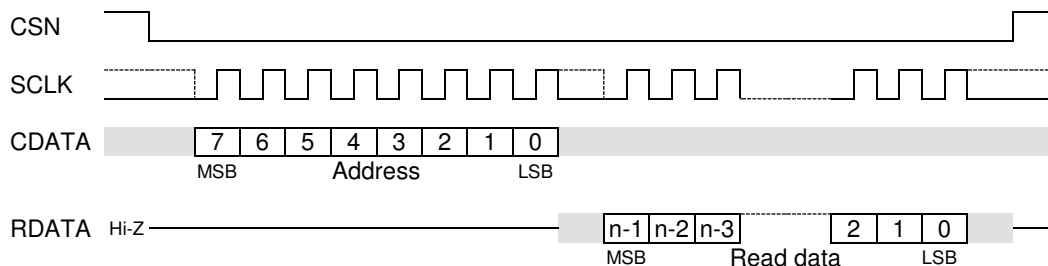 CSN
SCLK
CDATA 7 6 5 4 3 2 1 0
MSB Address LSB
RDATA Hi-Z n-1 n-2 n-3 2 1 0
MSB Read data LSB